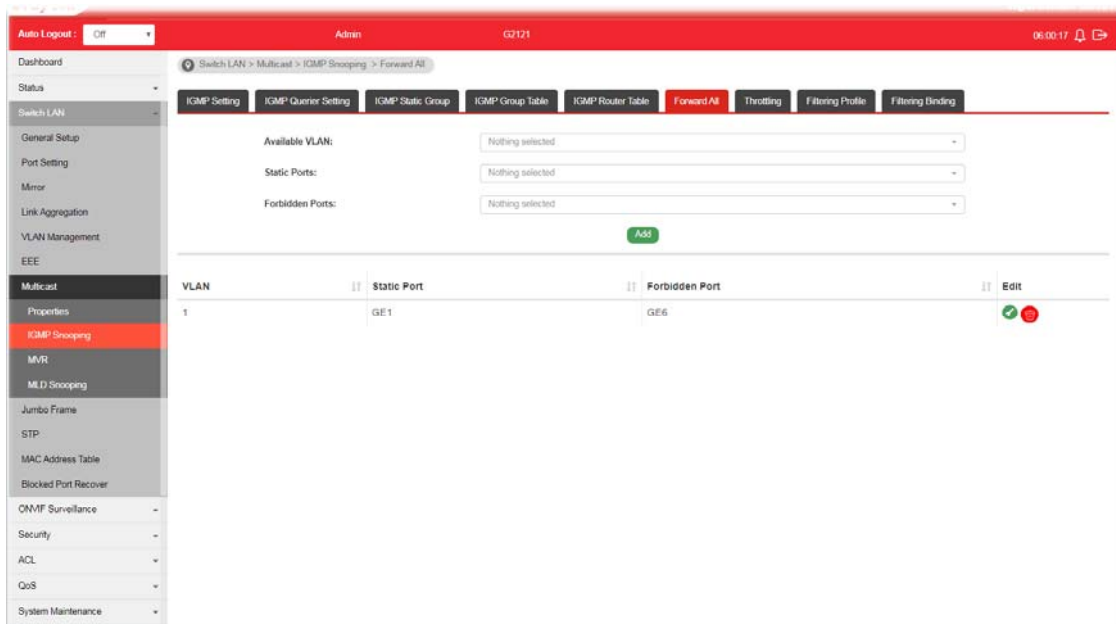 Auto Logout : Off Admin G2121 06:00:17
Dashboard
Status
Switch LAN
General Setup
Port Setting
Mirror
Link Aggregation
VLAN Management
EEE
Multicast
Properties
IGMP Snooping
MVR
MLD Snooping
Jumbo Frame
STP
MAC Address Table
Blocked Port Recover
ONVIF Surveillance
Security
ACL
QoS
System Maintenance
Switch LAN > Multicast > IGMP Snooping > Forward All
IGMP Setting IGMP Querier Setting IGMP Static Group IGMP Group Table IGMP Router Table Forward All Throttling Filtering Profile Filtering Binding
Available VLAN: Nothing selected
Static Ports: Nothing selected
Forbidden Ports: Nothing selected
Add
VLAN Static Port Forbidden Port Edit
1 GE1 GE6